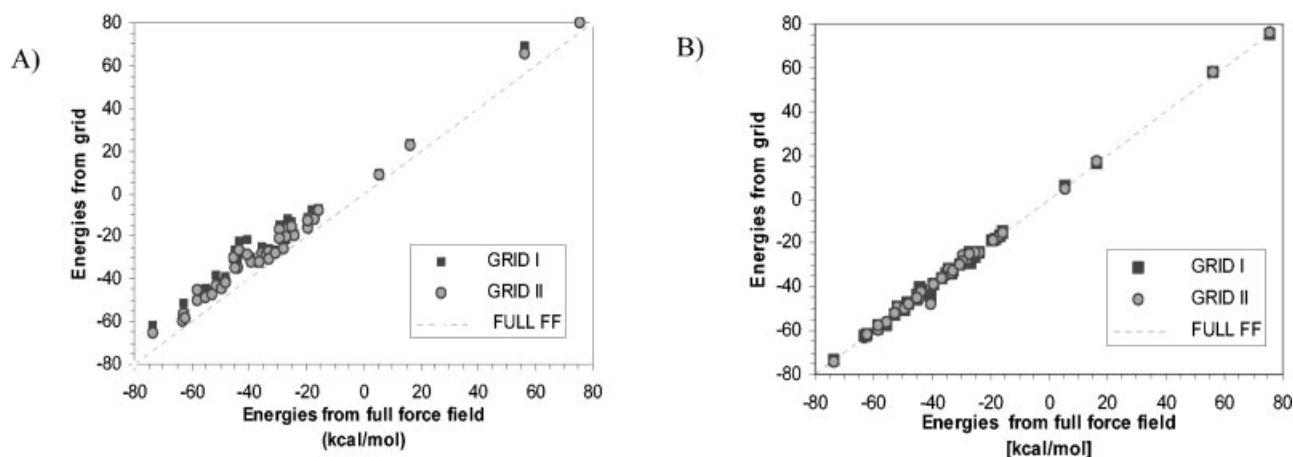 A)
Energies from grid
80
60
40
20
0
-20
-40
-60
-80
-80 -60 -40 -20 0 20 40 60 80
Energies from full force field
(kcal/mol)
GRID I
GRID II
FULL FF
B)
Energies from grid
80
60
40
20
0
-20
-40
-60
-80
-80 -60 -40 -20 0 20 40 60 80
Energies from full force field
[kcal/mol]
GRID I
GRID II
FULL FF